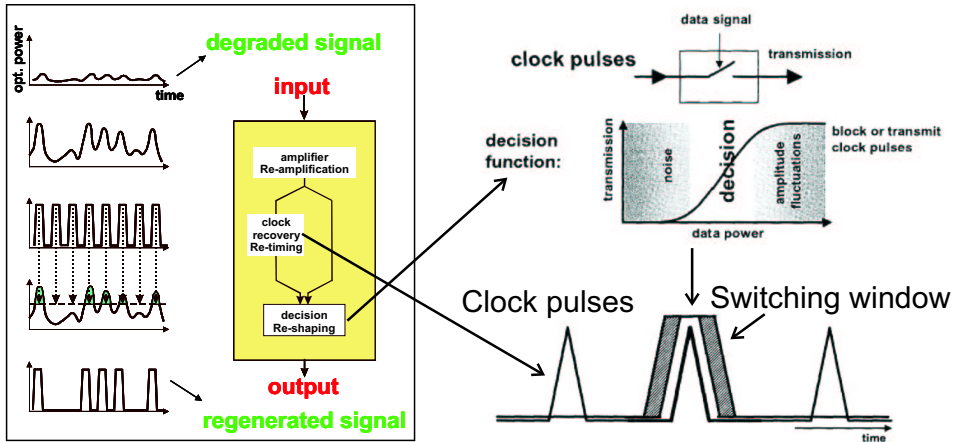 opt. power
time
degraded signal
input
amplifier
Re-amplification
clock
recovery
Re-timing
decision
Re-shaping
output
regenerated signal
data signal
clock pulses
transmission
decision
function:
transmission
noise
decision
amplitude
fluctuations
data power
block or transmit
clock pulses
Clock pulses
Switching window
time